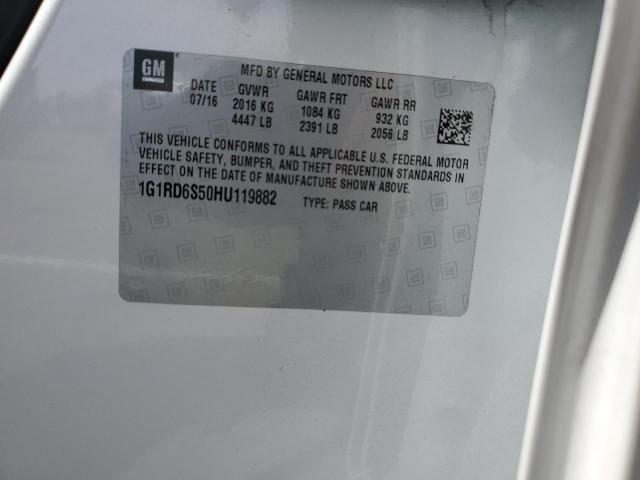 GM
MFD BY GENERAL MOTORS LLC
DATE GVWR GAWR FRT GAWR RR
07/16 2016 KG 1084 KG 932 KG
4447 LB 2391 LB 2056 LB
THIS VEHICLE CONFORMS TO ALL APPLICABLE U.S. FEDERAL MOTOR
VEHICLE SAFETY, BUMPER, AND THEFT PREVENTION STANDARDS IN
EFFECT ON THE DATE OF MANUFACTURE SHOWN ABOVE.
1G1RD6S50HU119882 TYPE: PASS CAR